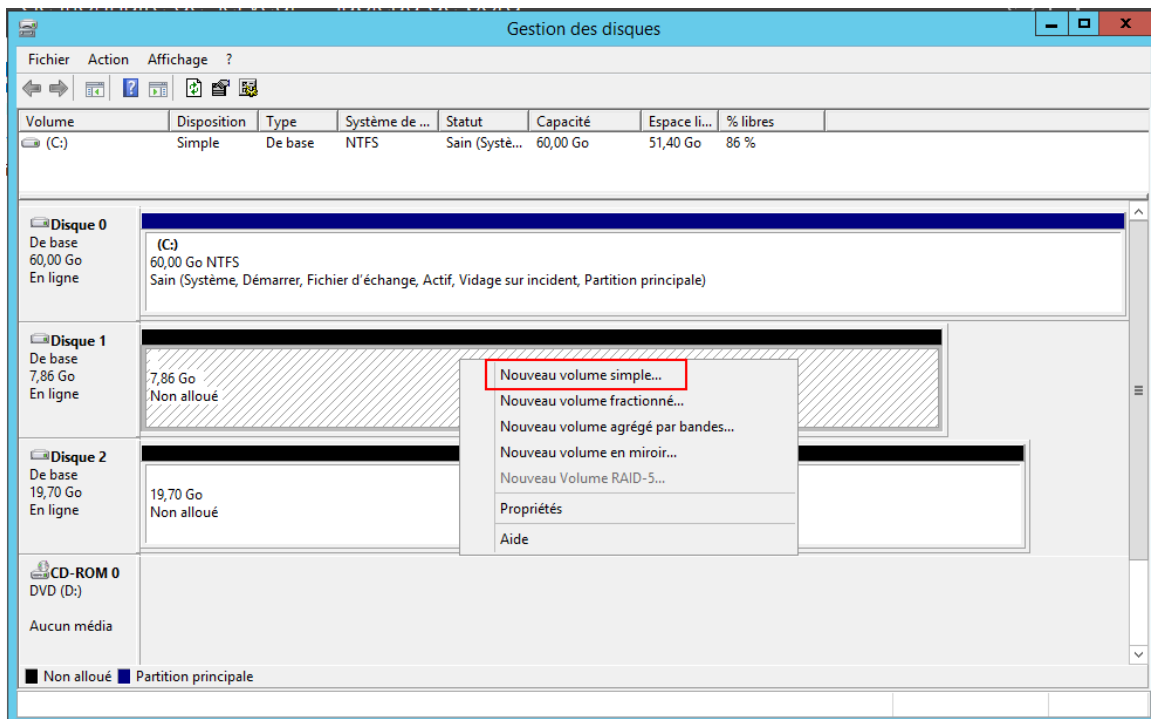 Gestion des disques
Fichier Action Affichage ?
Volume Disposition Type Système de ... Statut Capacité Espace li... % libres
(C:) Simple De base NTFS Sain (Systè... 60,00 Go 51,40 Go 86 %
Disque 0
De base
60,00 Go
En ligne
(C:)
60,00 Go NTFS
Sain (Système, Démarrer, Fichier d'échange, Actif, Vidage sur incident, Partition principale)
Disque 1
De base
7,86 Go
En ligne
7,86 Go
Non alloué
Nouveau volume simple...
Nouveau volume fractionné...
Nouveau volume agrégé par bandes...
Nouveau volume en miroir...
Nouveau Volume RAID-5...
Propriétés
Aide
Disque 2
De base
19,70 Go
En ligne
19,70 Go
Non alloué
CD-ROM 0
DVD (D:)
Aucun média
Non alloué Partition principale